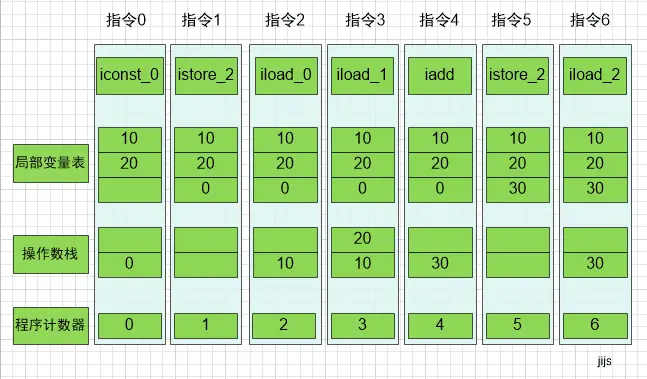 指令0 指令1 指令2 指令3 指令4 指令5 指令6
iconst_0 istore_2 iload_0 iload_1 iadd istore_2 iload_2
10 10 10 10 10 10 10
局部变量表 20 20 20 20 20 20 20
0 0 0 0 30 30
20
操作数栈 0 10 10 30 30
程序计数器 0 1 2 3 4 5 6
jijs